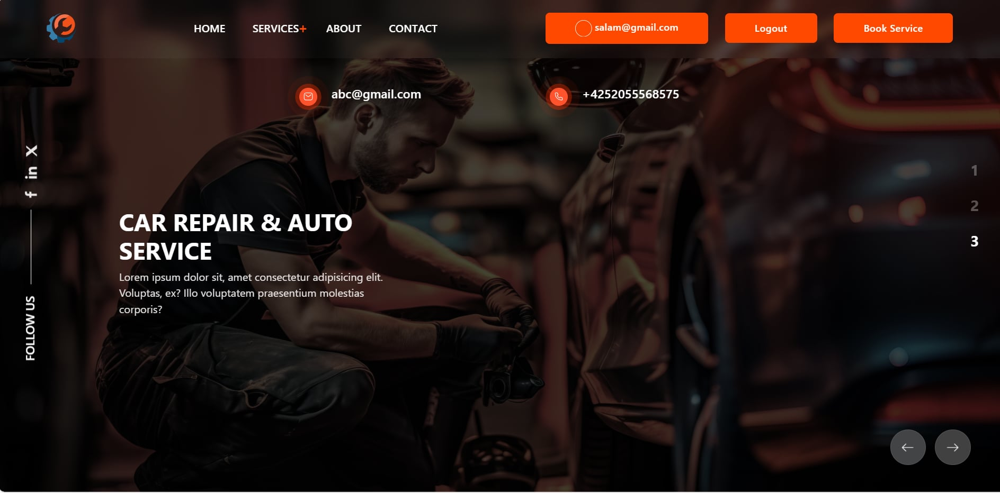 HOME
SERVICES+
ABOUT
CONTACT
salam@gmail.com
Logout
Book Service
abc@gmail.com
+4252055568575
X
in
f
FOLLOW US
CAR REPAIR & AUTO
SERVICE
Lorem ipsum dolor sit, amet consectetur adipisicing elit.
Voluptas, ex? Illo voluptatem praesentium molestias
corporis?
1
2
3